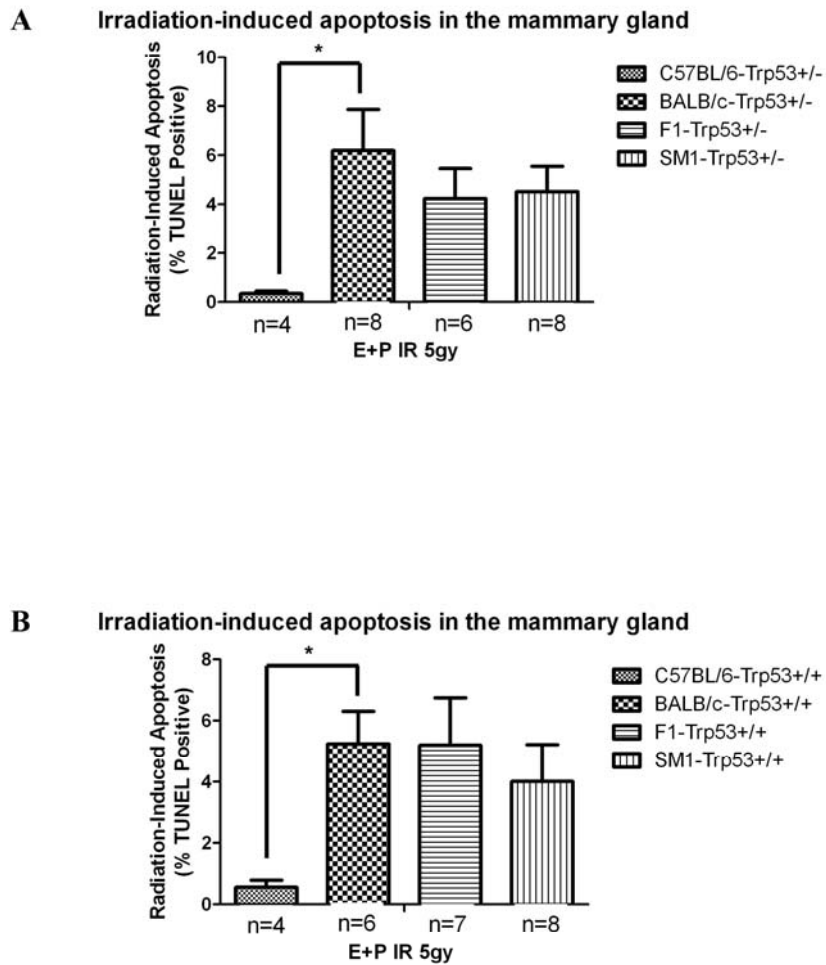 A
Irradiation-induced apoptosis in the mammary gland
Radiation-Induced Apoptosis
(% TUNEL Positive)
10
8
6
4
2
0
*
n=4 n=8 n=6 n=8
E+P IR 5gy
C57BL/6-Trp53+/-
BALB/c-Trp53+/-
F1-Trp53+/-
SM1-Trp53+/-
B
Irradiation-induced apoptosis in the mammary gland
Radiation-Induced Apoptosis
(% TUNEL Positive)
8
6
4
2
0
*
n=4 n=6 n=7 n=8
E+P IR 5gy
C57BL/6-Trp53+/+
BALB/c-Trp53+/+
F1-Trp53+/+
SM1-Trp53+/+